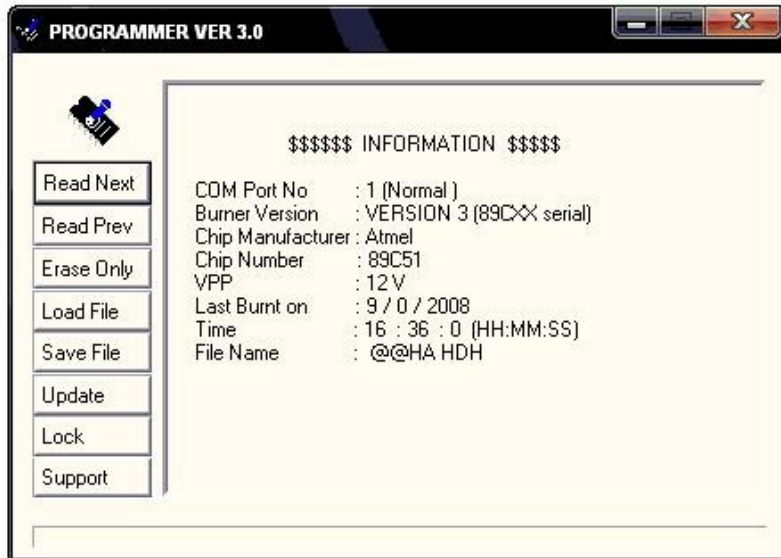 PROGRAMMER VER 3.0
$$$$$$ INFORMATION $$$$$
Read Next
Read Prev
Erase Only
Load File
Save File
Update
Lock
Support
COM Port No : 1 (Normal )
Burner Version : VERSION 3 (89CXX serial)
Chip Manufacturer : Atmel
Chip Number : 89C51
VPP : 12 V
Last Burnt on : 9 / 0 / 2008
Time : 16 : 36 : 0 (HH:MM:SS)
File Name : @@HA HDH